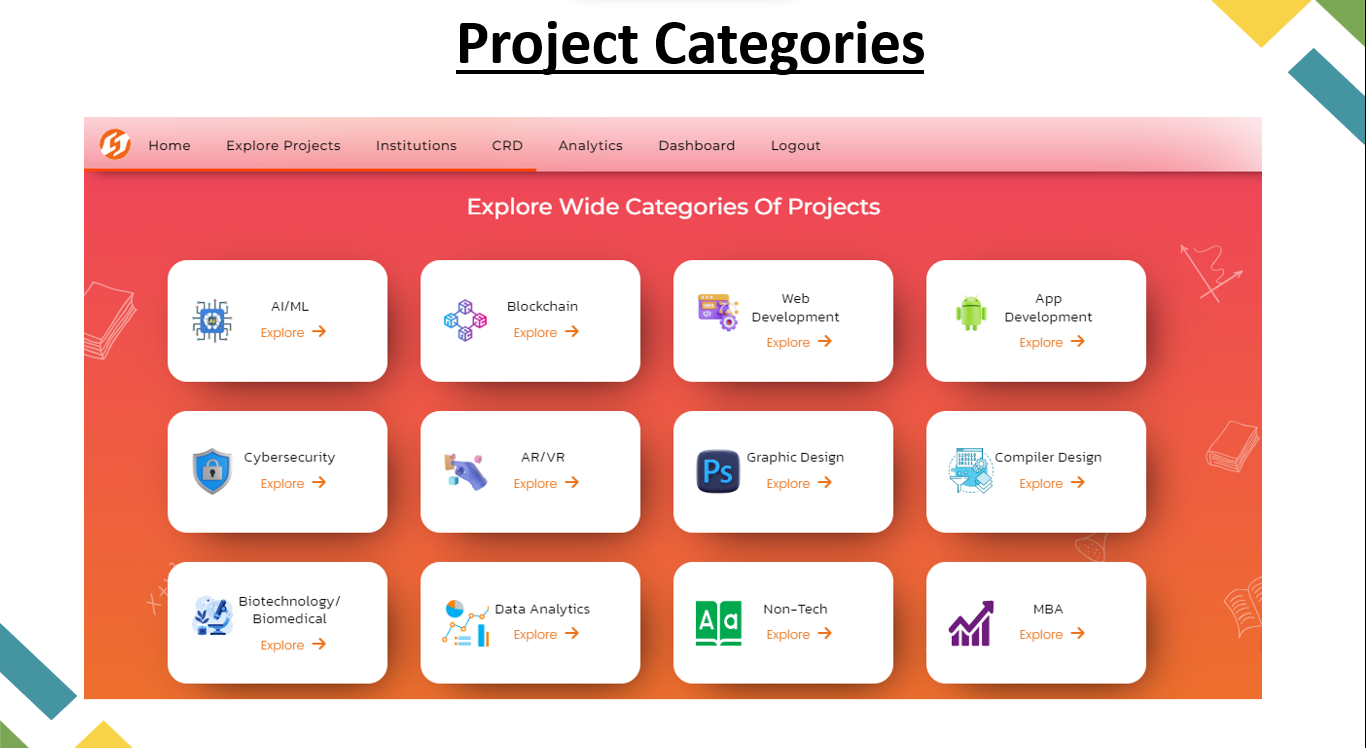 Project Categories
Home Explore Projects Institutions CRD Analytics Dashboard Logout
Explore Wide Categories Of Projects
AI/ML
Explore →
Blockchain
Explore →
Web
Development
Explore →
App
Development
Explore →
Cybersecurity
Explore →
AR/VR
Explore →
Ps
Graphic Design
Explore →
Compiler Design
Explore →
Biotechnology/
Biomedical
Explore →
Data Analytics
Explore →
Aa
Non-Tech
Explore →
MBA
Explore →